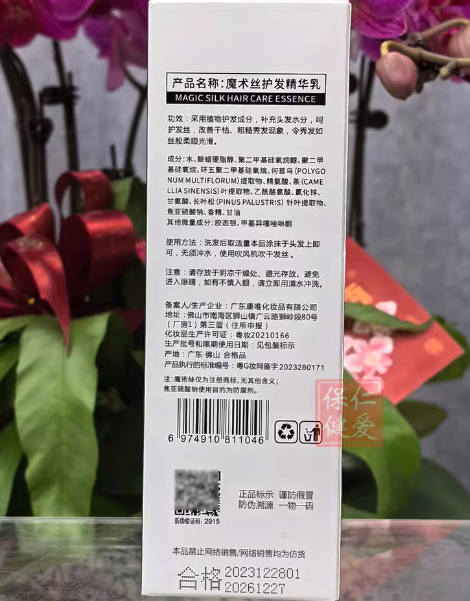 产品名称:魔术丝护发精华乳
MAGIC SILK HAIR CARE ESSENCE
功效:采用植物护发成分,补充头发水分,呵
护发丝,改善干枯、粗糙秀发现象,令秀发如
丝般柔顺光滑。
成分:水、鲸蜡硬脂醇、聚二甲基硅氧烷醇、聚二甲
基硅氧烷、环五聚二甲基硅氧烷、何首乌(POLYGO
NUM MULTIFLORUM)提取物、精氨酸、茶(CAME
LLIA SINENSIS)叶提取物、乙酰酪氨酸、氯化锌、
甘氨酸、长叶松(PINUS PALUSTRIS)针叶提取物、
焦亚硫酸钠、香精、甘油
其他微量成分:胶态银、甲基异噻唑啉酮
使用方法:洗发后取适量本品涂抹于头发上即
可,无须冲水,使用吹风机吹干发丝。
注意:请存放于阴凉干燥处、避光存放。避免
进入眼睛,如有不慎入眼,请立即用清水冲洗。
备案人/生产企业:广东康唯化妆品有限公司
地址:佛山市南海区狮山镇广云路狮岭段80号
(厂房1)第三层(住所申报)
化妆品生产许可证:粤妆20210166
生产批号和限期使用日期:见包装标示
产地:广东·佛山 合格品
产品执行的标准编号:粤G妆网备字2023260171
注:魔術絲仅为注册商标,无其他含义;
焦亚硫酸钠使用目的为防腐剂。
保仁
健爱
6 974910 811046
正品标示 谨防假冒
防伪溯源 一物一码
防伪验证码:2915
本品禁止网络销售/网络销售均为仿货
合格 2023122801
20261227